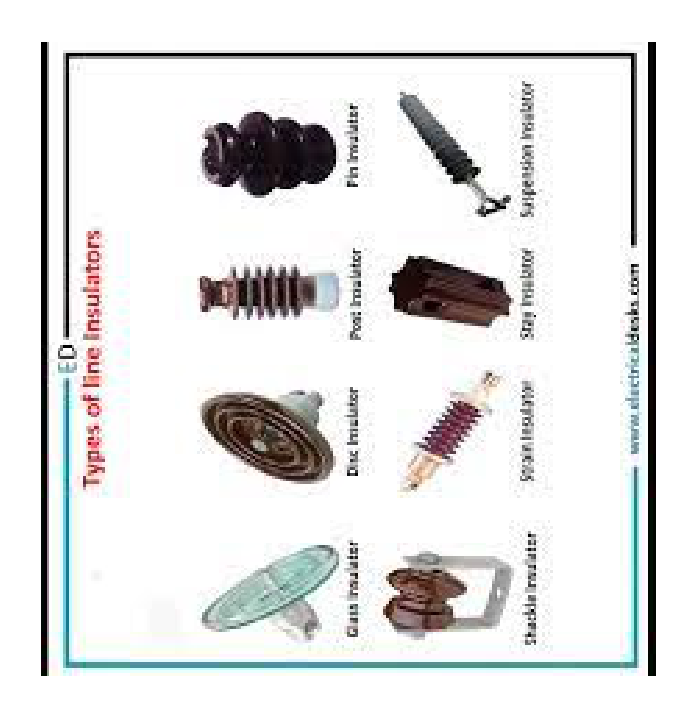 ED
Types of line Insulators
Glass Insulator
Disc Insulator
Post Insulator
Pin Insulator
Shackle Insulator
Strain Insulator
Stay Insulator
Suspension Insulator
www.electricaldesks.com